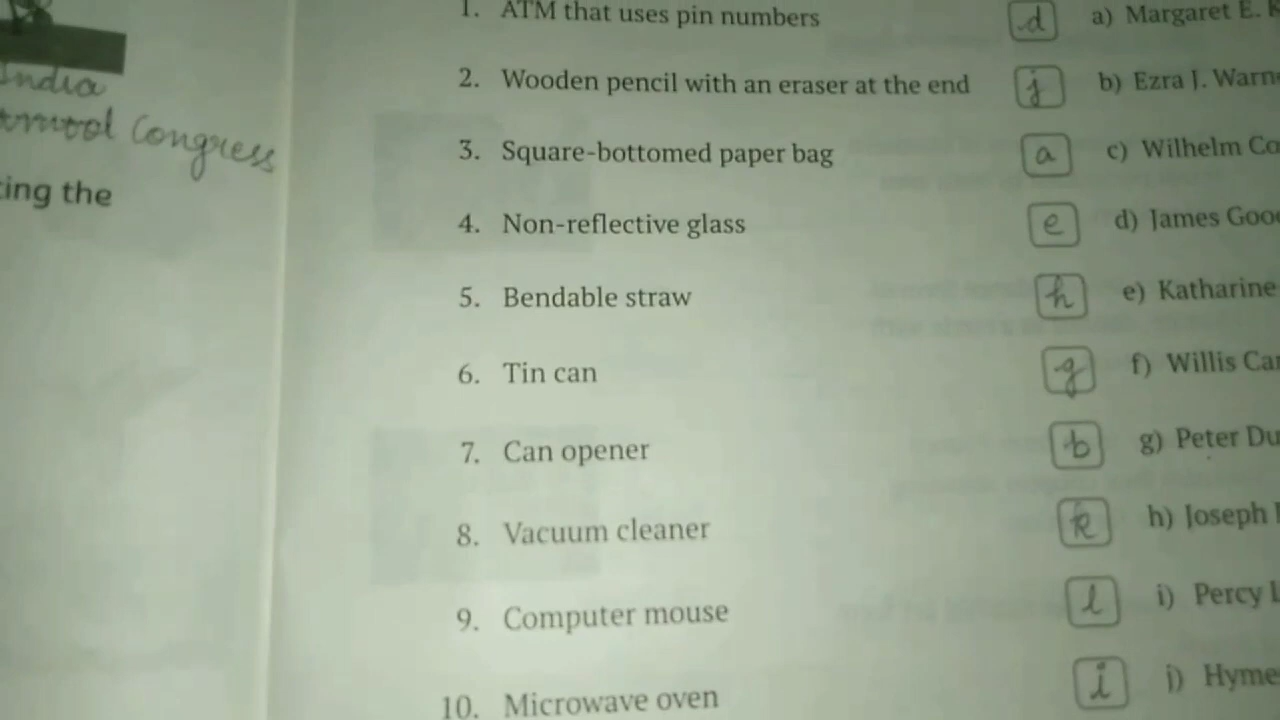 India
Congress
ing the
1. ATM that uses pin numbers d a) Margaret E.
2. Wooden pencil with an eraser at the end j b) Ezra J. Warn
3. Square-bottomed paper bag a c) Wilhelm Co
4. Non-reflective glass e d) James Goo
5. Bendable straw h e) Katharine
6. Tin can g f) Willis Car
7. Can opener b g) Peter Du
8. Vacuum cleaner k h) Joseph
9. Computer mouse l i) Percy L
10. Microwave oven i j) Hyme